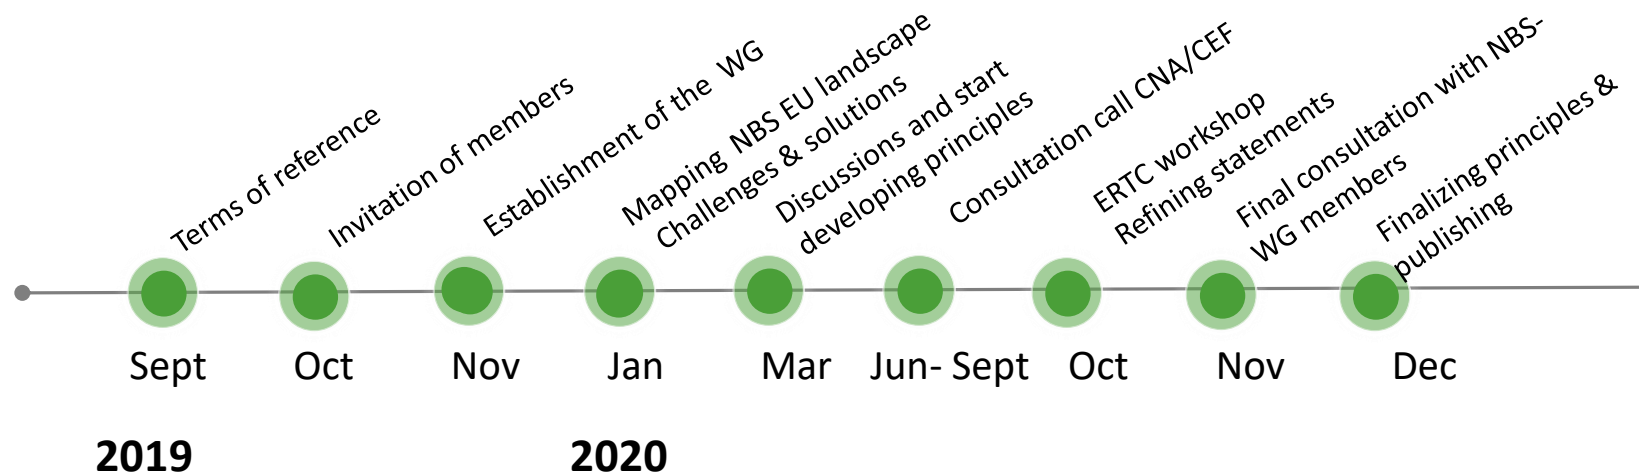 Terms of reference
Invitation of members
Establishment of the WG
Mapping NBS EU landscape
Challenges & solutions
Discussions and start
developing principles
Consultation call CNA/CEF
ERTC workshop
Refining statements
Final consultation with NBS-
WG members
Finalizing principles &
publishing
Sept
Oct
Nov
Jan
Mar
Jun- Sept
Oct
Nov
Dec
2019
2020